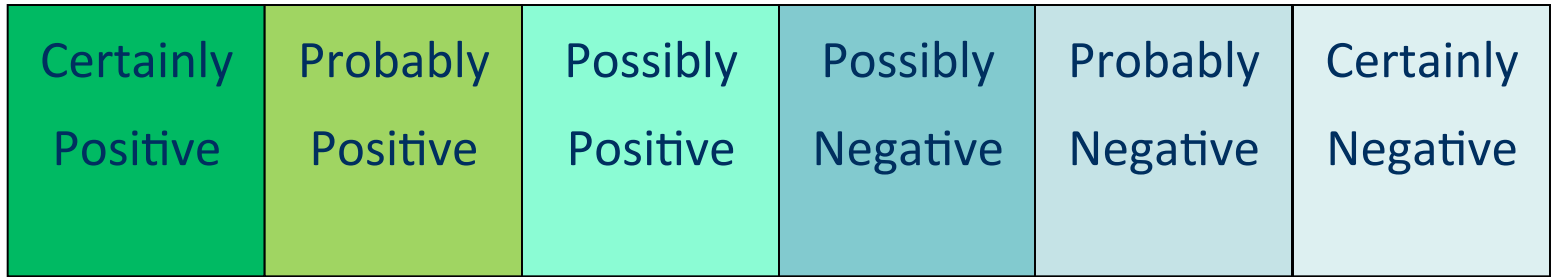 Certainly Positive
Probably Positive
Possibly Positive
Possibly Negative
Probably Negative
Certainly Negative